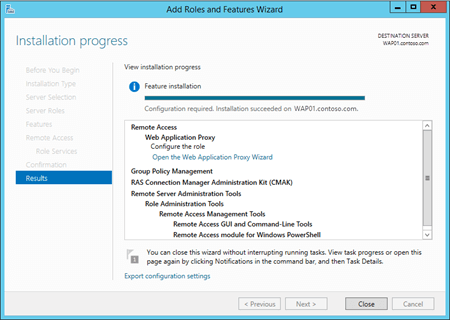 Add Roles and Features Wizard
Installation progress
DESTINATION SERVER
WAP01.contoso.com
Before You Begin
Installation Type
Server Selection
Server Roles
Features
Remote Access
Role Services
Confirmation
Results
View installation progress
Feature installation
Configuration required. Installation succeeded on WAP01.contoso.com.
Remote Access
Web Application Proxy
Configure the role
Open the Web Application Proxy Wizard
Group Policy Management
RAS Connection Manager Administration Kit (CMAK)
Remote Server Administration Tools
Role Administration Tools
Remote Access Management Tools
Remote Access GUI and Command-Line Tools
Remote Access module for Windows PowerShell
You can close this wizard without interrupting running tasks. View task progress or open this
page again by clicking Notifications in the command bar, and then Task Details.
Export configuration settings
< Previous
Next >
Close
Cancel